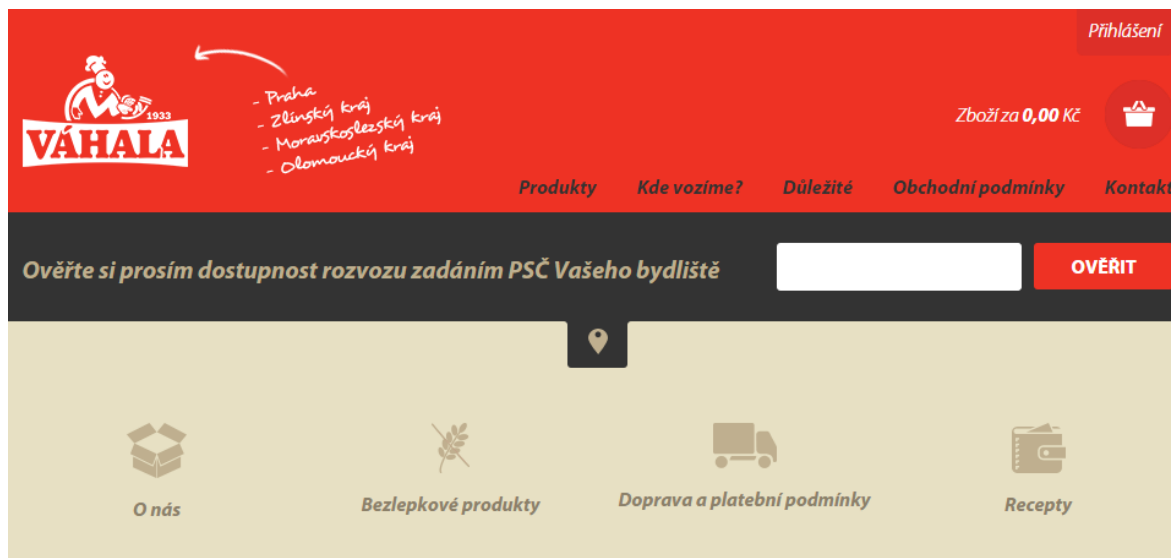 Přihlášení
1933
VÁHALA
- Praha
- Zlínský kraj
- Moravskoslezský kraj
- Olomoucký kraj
Zboží za 0,00 Kč
Produkty Kde vozíme? Důležité Obchodní podmínky Kontakt
Ověřte si prosím dostupnost rozvozu zadáním PSČ Vašeho bydliště OVĚŘIT
O nás Bezlepkové produkty Doprava a platební podmínky Recepty